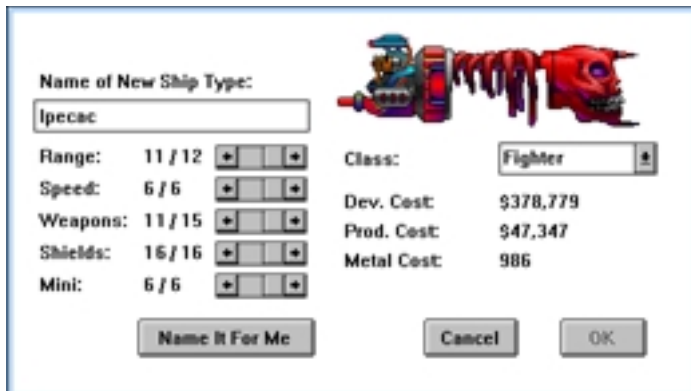 Name of New Ship Type:
Ipecac
Range: 11 / 12
Speed: 6 / 6
Weapons: 11 / 15
Shields: 16 / 16
Mini: 6 / 6
Class: Fighter
Dev. Cost: $378,779
Prod. Cost: $47,347
Metal Cost: 986
Name It For Me
Cancel
OK